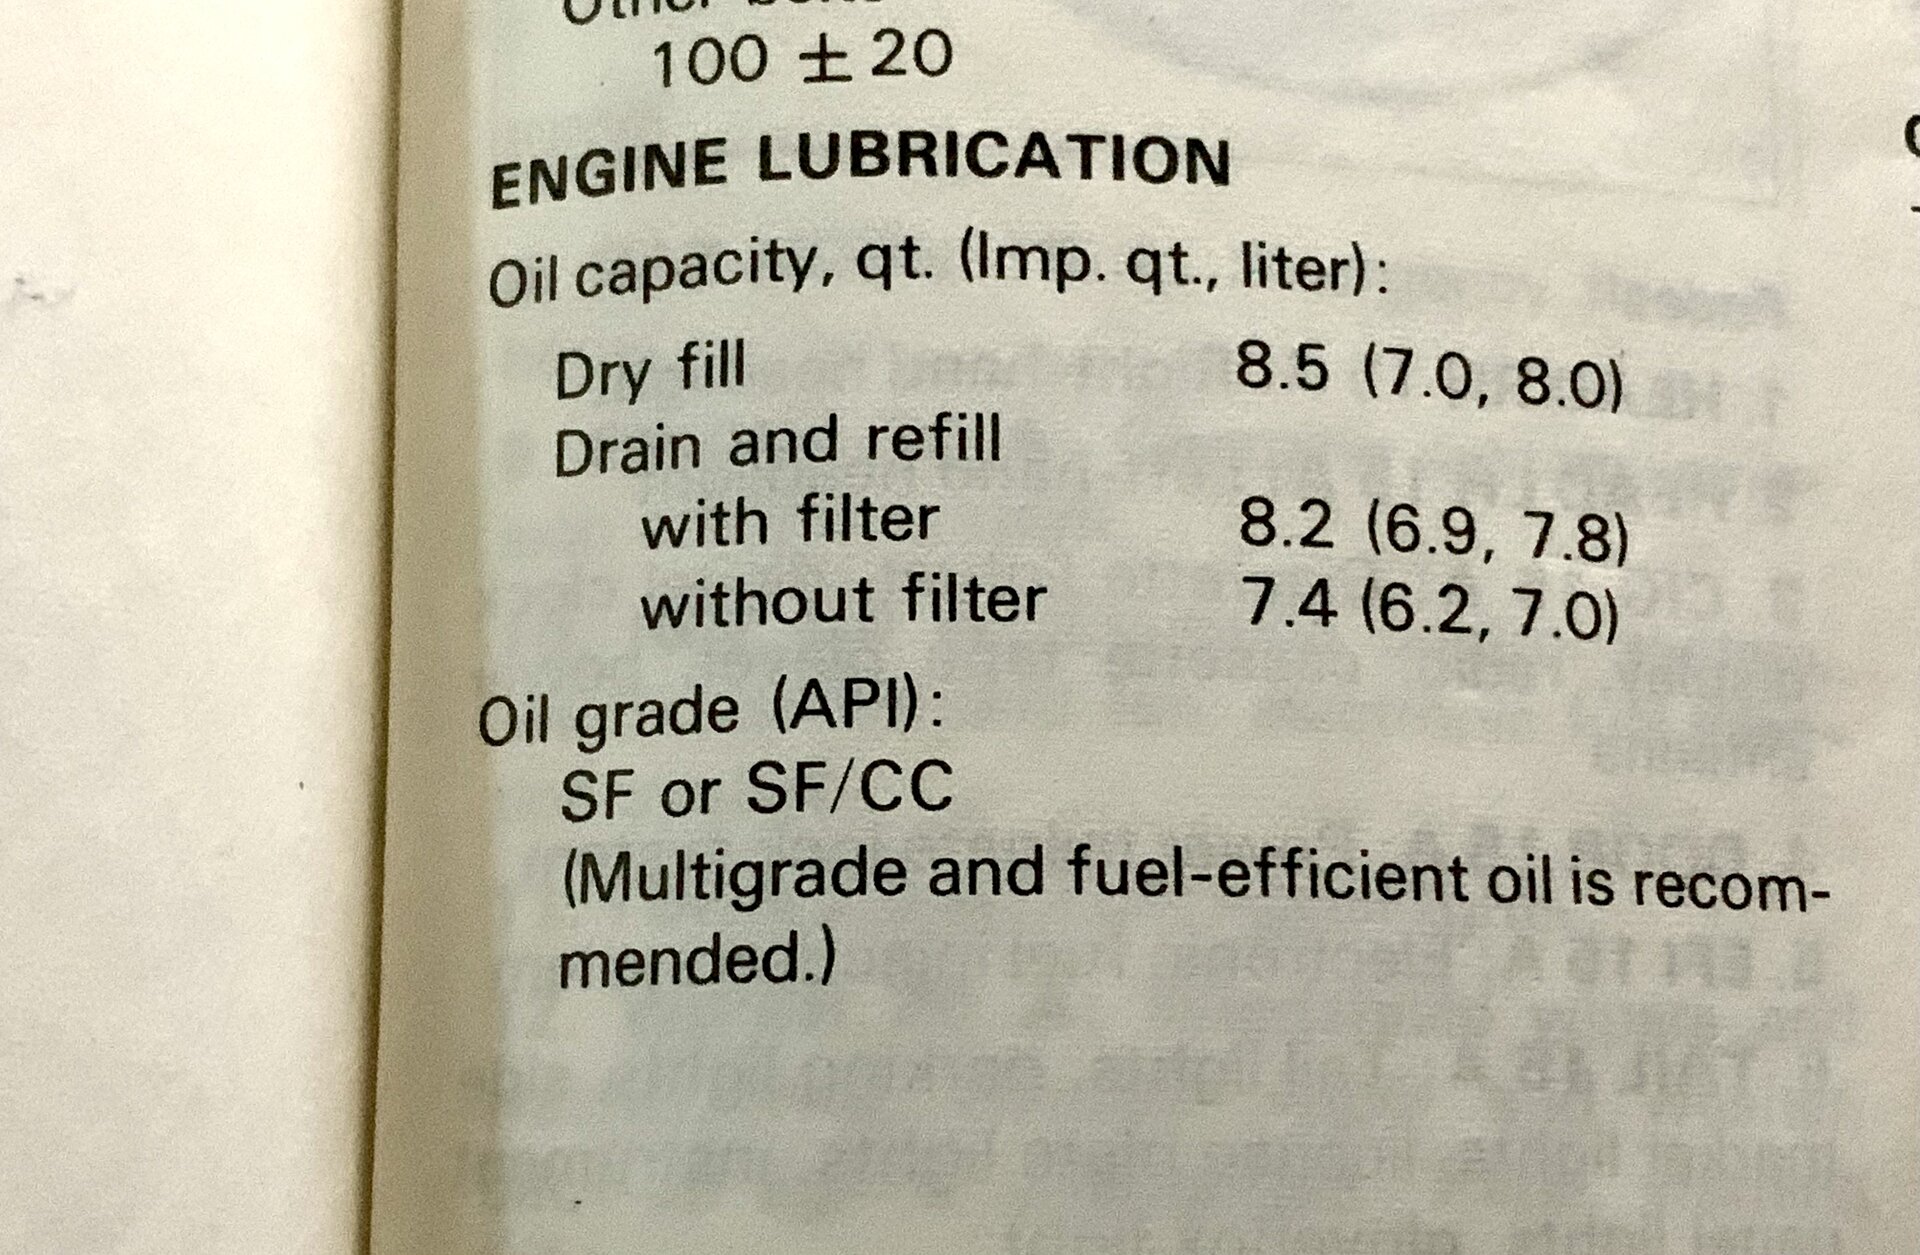 Other
100 ± 20
ENGINE LUBRICATION
Oil capacity, qt. (Imp. qt., liter):
Dry fill 8.5 (7.0, 8.0)
Drain and refill
with filter 8.2 (6.9, 7.8)
without filter 7.4 (6.2, 7.0)
Oil grade (API):
SF or SF/CC
(Multigrade and fuel-efficient oil is recom-
mended.)